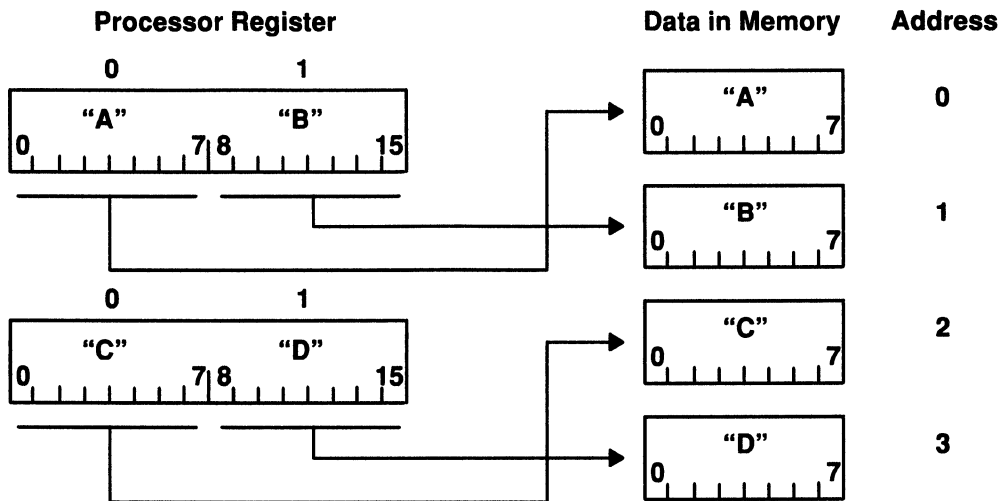 Processor Register Data in Memory Address
0 1
"A" "B" "A" 0
0 7 8 15 0 7
"B" 1
0 7
0 1
"C" "D" "C" 2
0 7 8 15 0 7
"D" 3
0 7